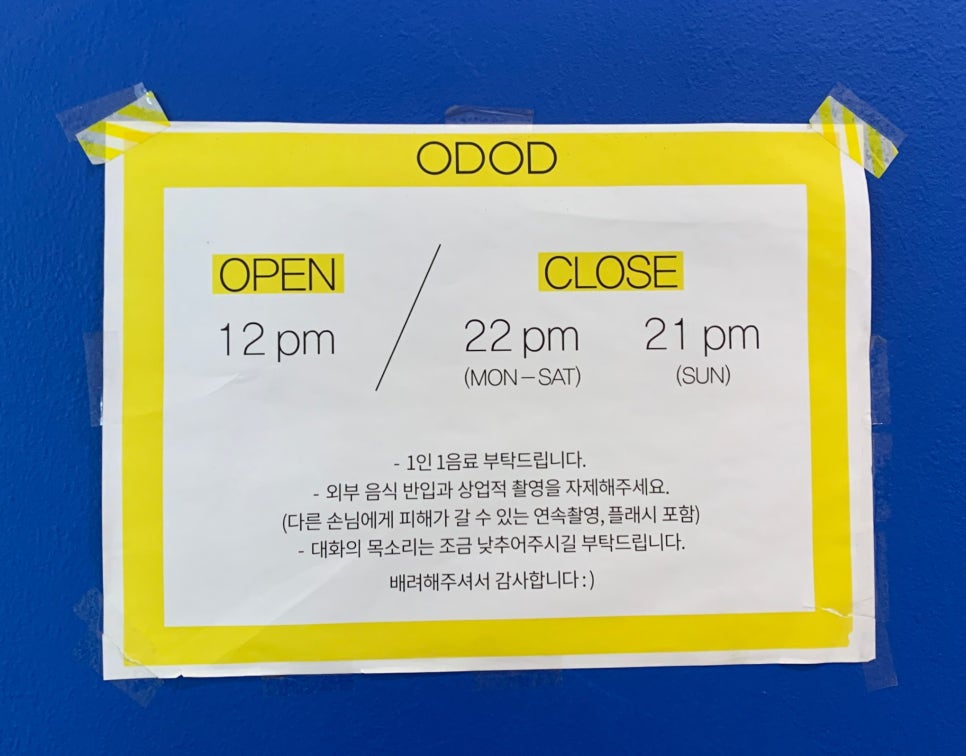 ODOD
OPEN / CLOSE
12 pm 22 pm 21 pm
(MON–SAT) (SUN)
- 1인 1음료 부탁드립니다.
- 외부 음식 반입과 상업적 촬영을 자제해주세요.
(다른 손님에게 피해가 갈 수 있는 연속촬영, 플래시 포함)
- 대화의 목소리는 조금 낮추어주시길 부탁드립니다.
배려해주셔서 감사합니다:)